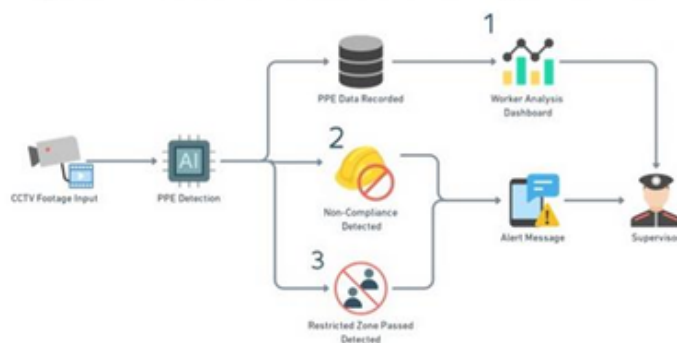 1
PPE Data Recorded
Worker Analysis
Dashboard
AI
CCTV Footage Input
PPE Detection
2
Non-Compliance
Detected
Alert Message
Superviso
3
Restricted Zone Passed
Detected